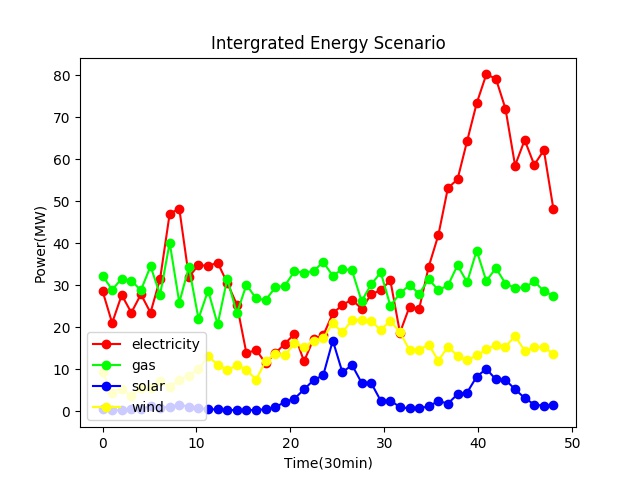 Intergrated Energy Scenario
Power(MW)
80
70
60
50
40
30
20
10
0
electricity
gas
solar
wind
0 10 20 30 40 50
Time(30min)